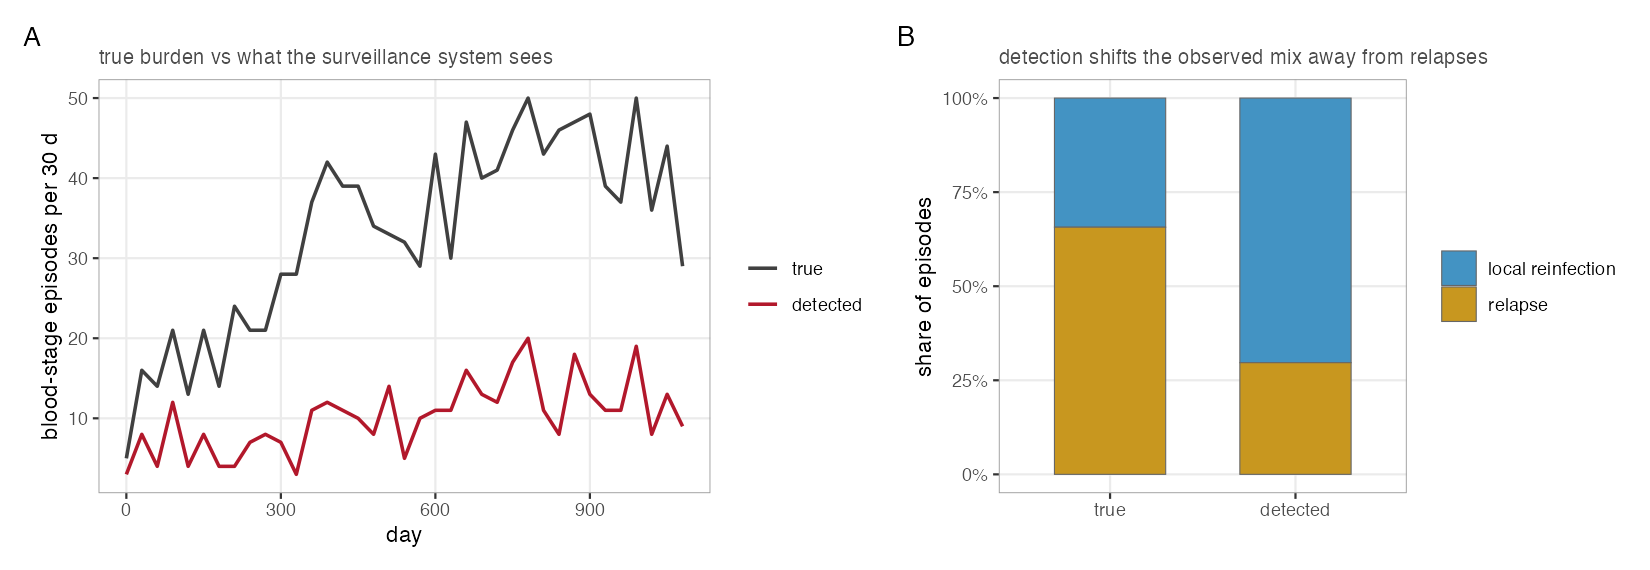 A
true burden vs what the surveillance system sees
blood-stage episodes per 30 d
50
40
30
20
10
0
300
600
900
day
true
detected
B
detection shifts the observed mix away from relapses
share of episodes
100%
75%
50%
25%
0%
true
detected
local reinfection
relapse